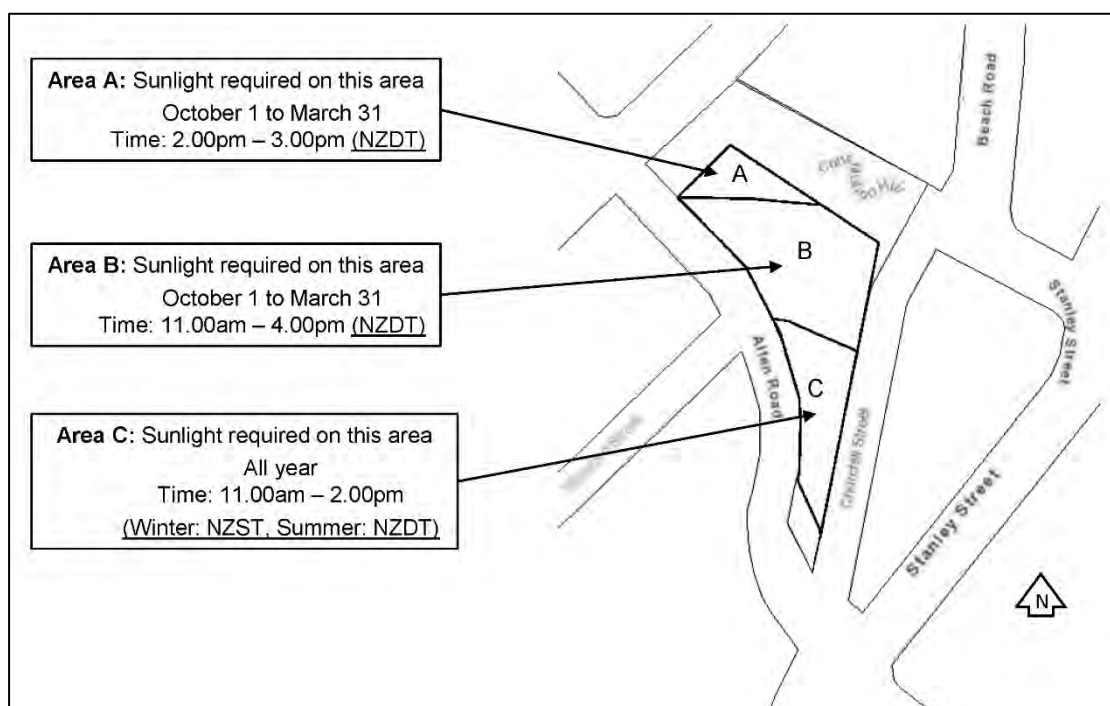 Area A: Sunlight required on this area
October 1 to March 31
Time: 2.00pm – 3.00pm (NZDT)
Area B: Sunlight required on this area
October 1 to March 31
Time: 11.00am – 4.00pm (NZDT)
Area C: Sunlight required on this area
All year
Time: 11.00am – 2.00pm
(Winter: NZST, Summer: NZDT)
A
B
C
Beach Road
Stanley Street
Stanley Street
Churchill Street
Alten Road
N